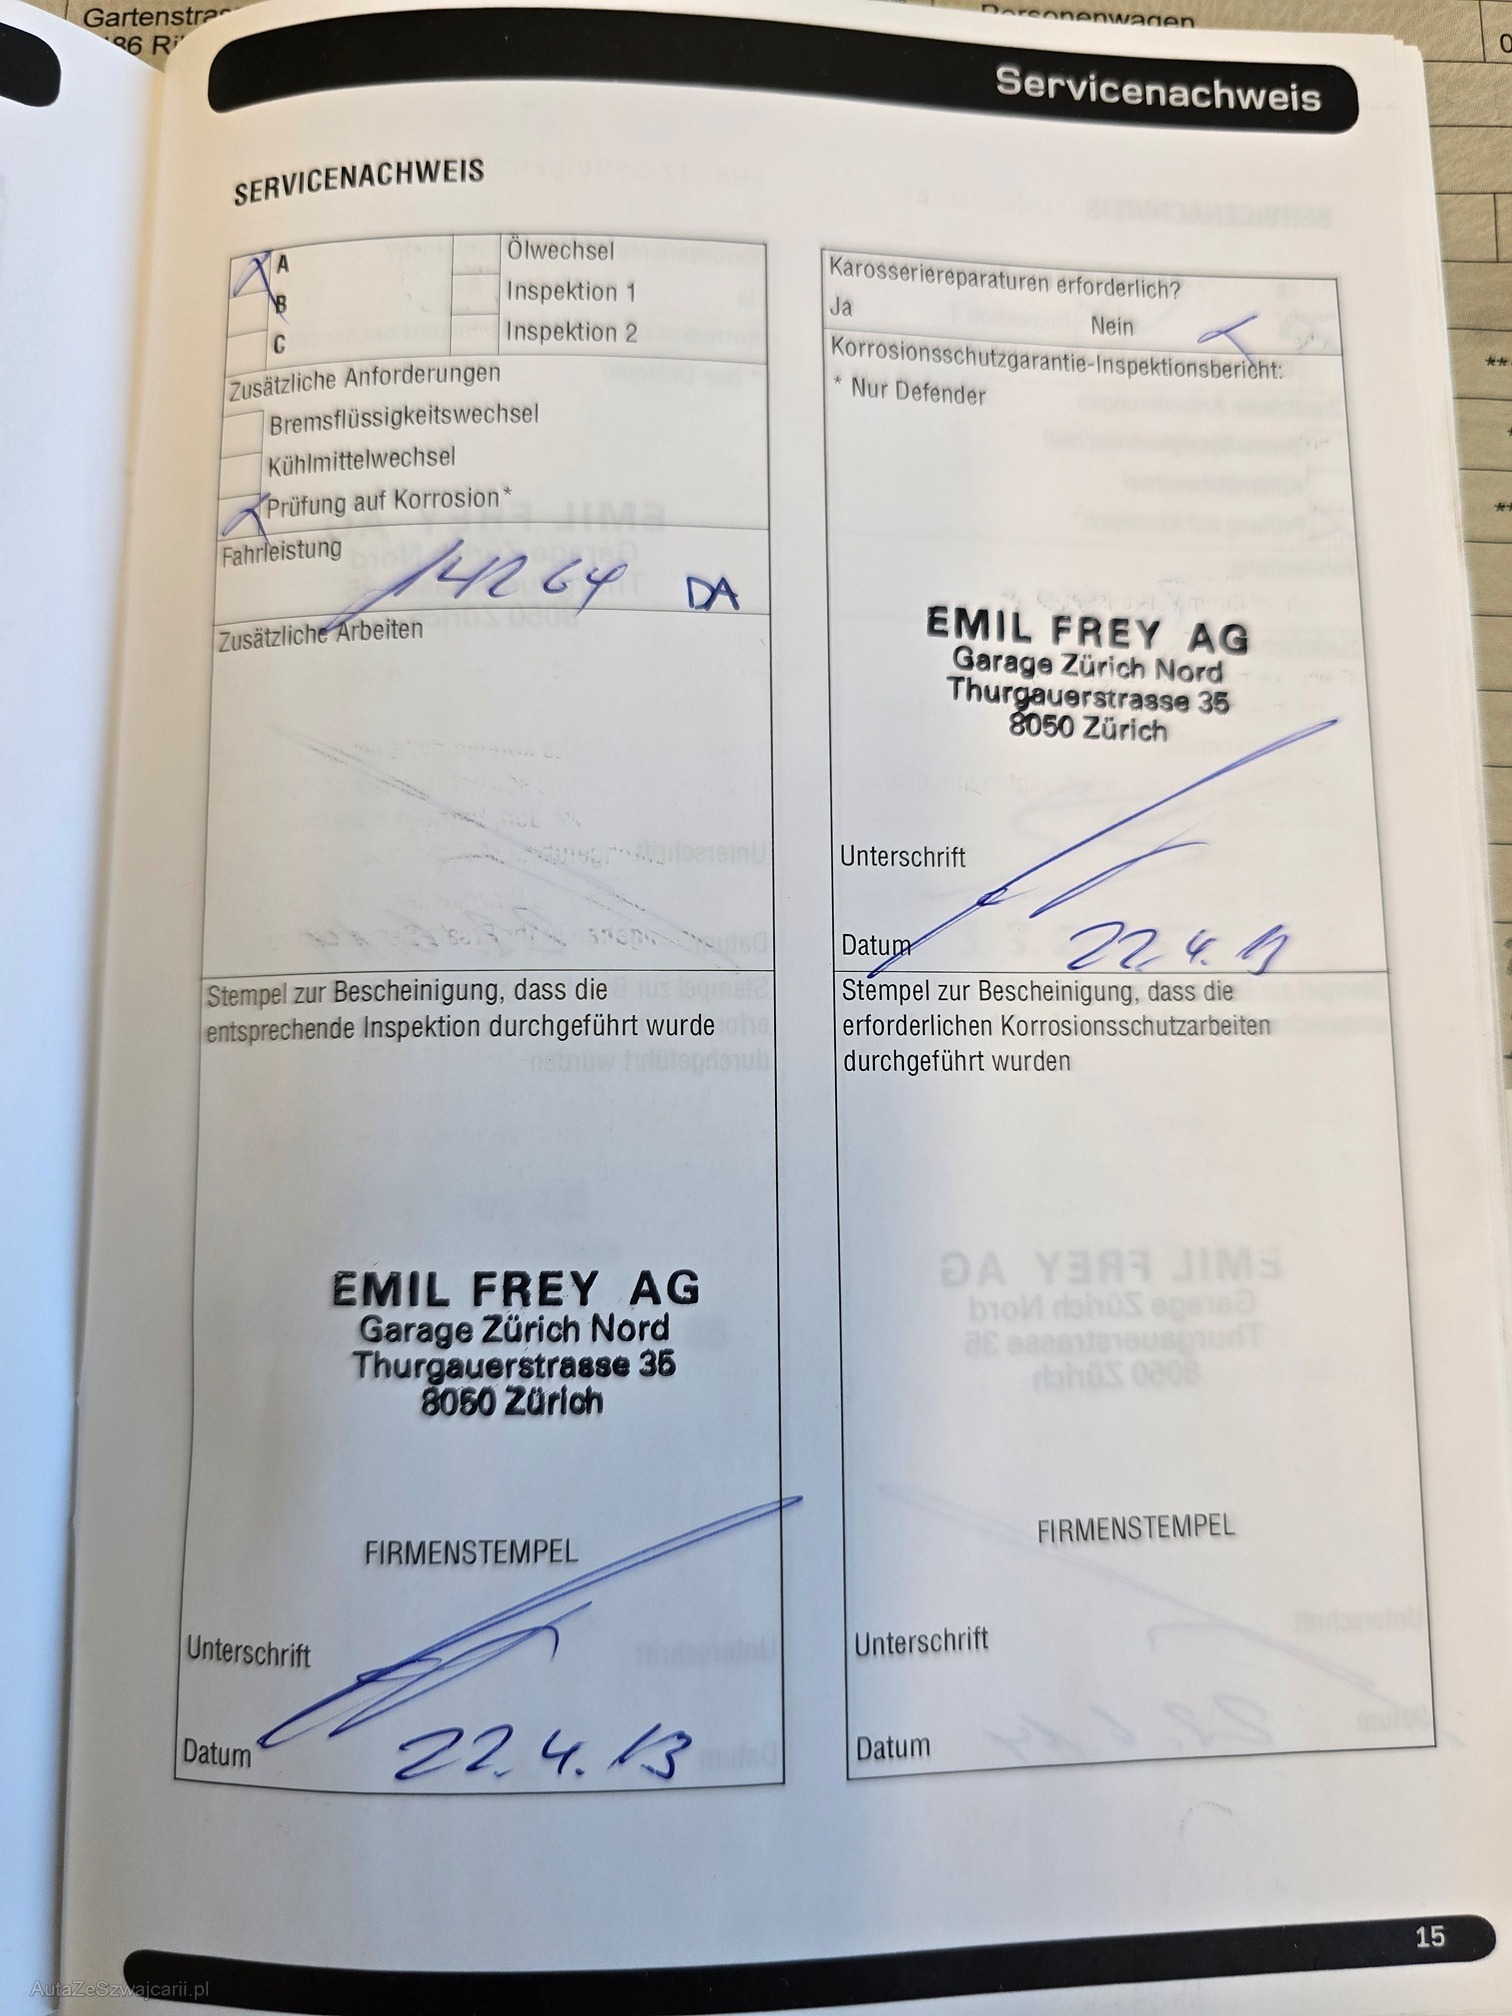 Personenwagen
Servicenachweis
SERVICENACHWEIS
A
B
C
Ölwechsel
Inspektion 1
Inspektion 2
Zusätzliche Anforderungen
Bremsflüssigkeitswechsel
Kühlmittelwechsel
Prüfung auf Korrosion*
Fahrleistung
14264 DA
Zusätzliche Arbeiten
Stempel zur Bescheinigung, dass die
entsprechende Inspektion durchgeführt wurde
EMIL FREY AG
Garage Zürich Nord
Thurgauerstrasse 35
8050 Zürich
FIRMENSTEMPEL
Unterschrift
Datum 22.4.13
Karosseriereparaturen erforderlich?
Ja
Nein
Korrosionsschutzgarantie-Inspektionsbericht:
* Nur Defender
EMIL FREY AG
Garage Zürich Nord
Thurgauerstrasse 35
8050 Zürich
Unterschrift
Datum 22.4.13
Stempel zur Bescheinigung, dass die
erforderlichen Korrosionsschutzarbeiten
durchgeführt wurden
FIRMENSTEMPEL
Unterschrift
Datum
15
AutaZeSzwajcarii.pl